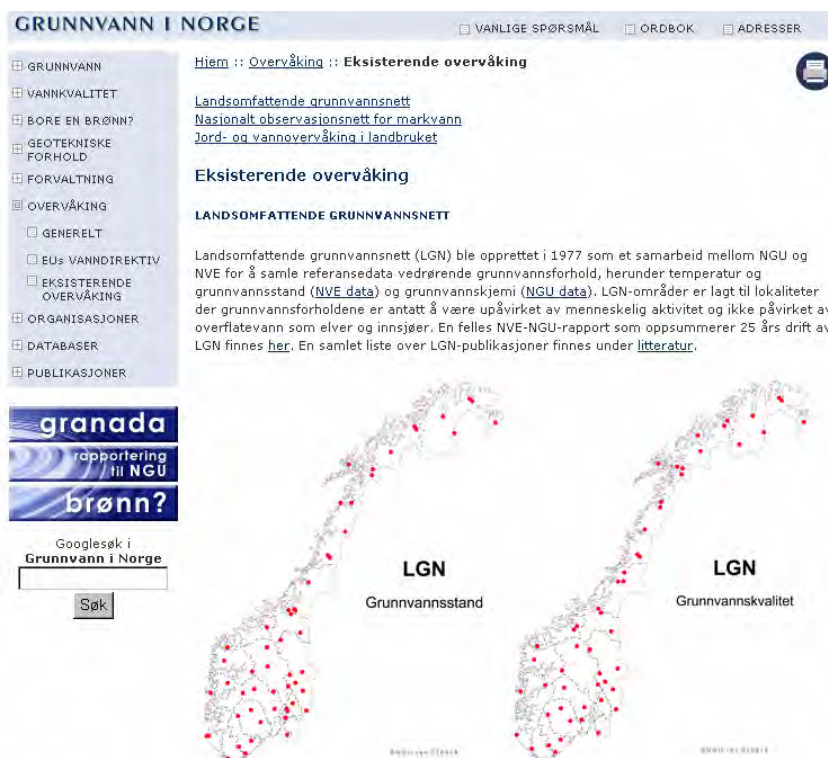 GRUNNVANN I NORGE
VANLIGE SPØRSMÅL
ORDBOK
ADRESSER
GRUNNVANN
VANNKVALITET
BORE EN BRØNN?
GEOTEKNISKE
FORHOLD
FORVALTNING
OVERVÅKING
GENERELT
EUs VANNDIREKTIV
EKSISTERENDE
OVERVÅKING
ORGANISASJONER
DATABASER
PUBLIKASJONER
granada
rapportering
til NGU
brønn?
Googlesøk i
Grunnvann i Norge
Søk
Hjem :: Overvåking :: Eksisterende overvåking
Landsomfattende grunnvannsnett
Nasjonalt observasjonsnett for markvann
Jord- og vannovervåking i landbruket
Eksisterende overvåking
LANDSOMFATTENDE GRUNNVANNSNETT
Landsomfattende grunnvannsnett (LGN) ble opprettet i 1977 som et samarbeid mellom NGU og
NVE for å samle referansedata vedrørende grunnvannsforhold, herunder temperatur og
grunnvannsstand (NVE data) og grunnvannskjemi (NGU data). LGN-områder er lagt til lokaliteter
der grunnvannsforholdene er antatt å være upåvirket av menneskelig aktivitet og ikke påvirket av
overflatevann som elver og innsjøer. En felles NVE-NGU-rapport som oppsummerer 25 års drift av
LGN finnes her. En samlet liste over LGN-publikasjoner finnes under litteratur.
LGN
Grunnvannsstand
LGN
Grunnvannskvalitet